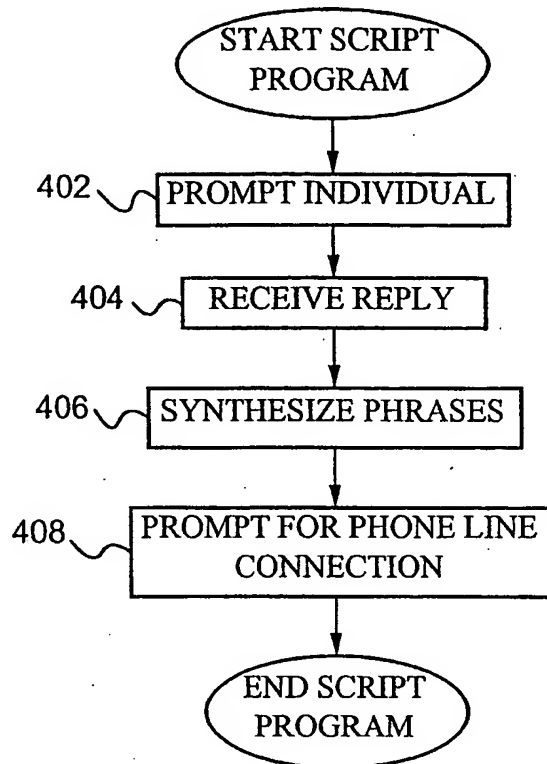 START SCRIPT
PROGRAM
402
PROMPT INDIVIDUAL
404
RECEIVE REPLY
406
SYNTHESIZE PHRASES
408
PROMPT FOR PHONE LINE
CONNECTION
END SCRIPT
PROGRAM